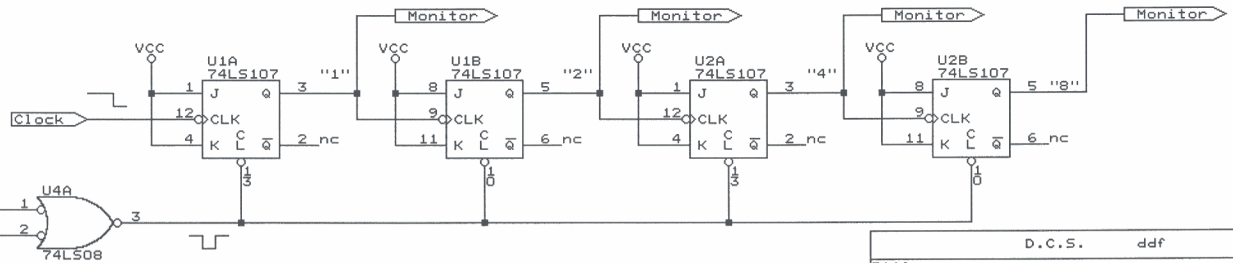 Monitor
Monitor
Monitor
Monitor
VCC
U1A
74LS107
"1"
VCC
U1B
74LS107
"2"
VCC
U2A
74LS107
"4"
VCC
U2B
74LS107
"8"
1 J Q 3
8 J Q 5
1 J Q 3
8 J Q 5
Clock
12 CLK
9 CLK
12 CLK
9 CLK
4 K CL Q 2 nc
11 K CL Q 6 nc
4 K CL Q 2 nc
11 K CL Q 6 nc
13
10
13
10
U4A
1
2
3
74LS08
D.C.S. ddf